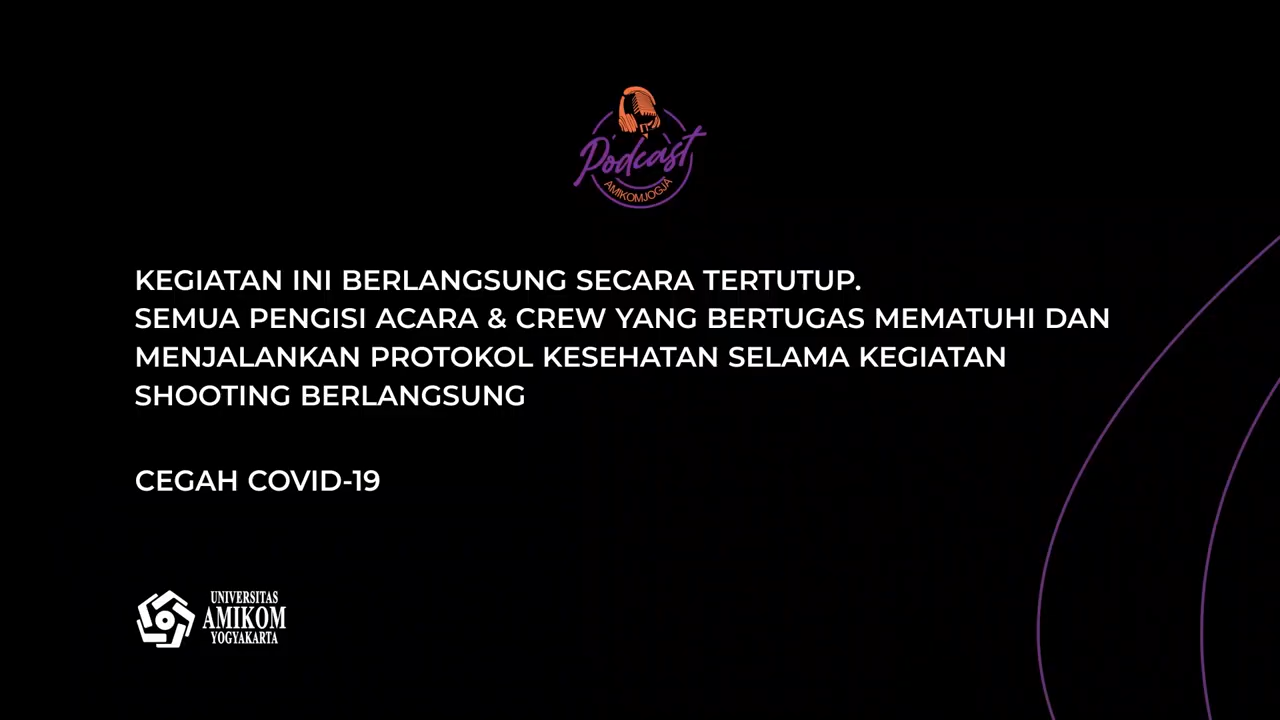 Podcast
AMIKOMJOGJA
KEGIATAN INI BERLANGSUNG SECARA TERTUTUP.
SEMUA PENGISI ACARA & CREW YANG BERTUGAS MEMATUHI DAN
MENJALANKAN PROTOKOL KESEHATAN SELAMA KEGIATAN
SHOOTING BERLANGSUNG
CEGAH COVID-19
UNIVERSITAS
AMIKOM
YOGYAKARTA